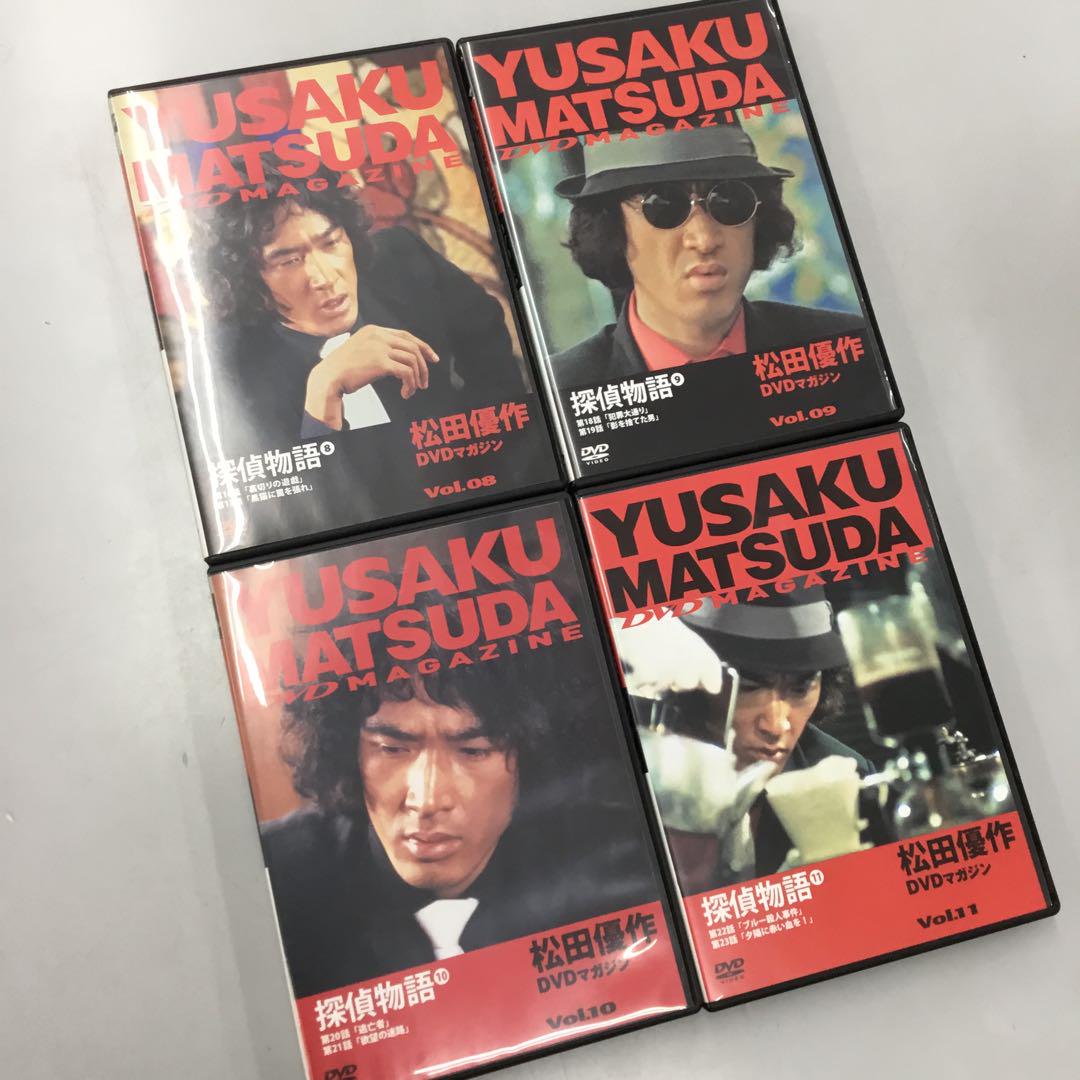 YUSAKU
MATSUDA
DVD MAGAZINE
松田優作
DVDマガジン
探偵物語8
「裏切りの遊戯」
「黒猫に罠を張れ」
Vol.08
YUSAKU
MATSUDA
DVD MAGAZINE
松田優作
DVDマガジン
探偵物語9
第18話「犯罪大通り」
第19話「影を捨てた男」
Vol.09
DVD
VIDEO
YUSAKU
MATSUDA
DVD MAGAZINE
松田優作
DVDマガジン
探偵物語10
第20話「逃亡者」
第21話「欲望の迷路」
Vol.10
DVD
YUSAKU
MATSUDA
DVD MAGAZINE
松田優作
DVDマガジン
探偵物語11
第22話「ブルー殺人事件」
第23話「夕陽に赤い血を!」
Vol.11
DVD
VIDEO